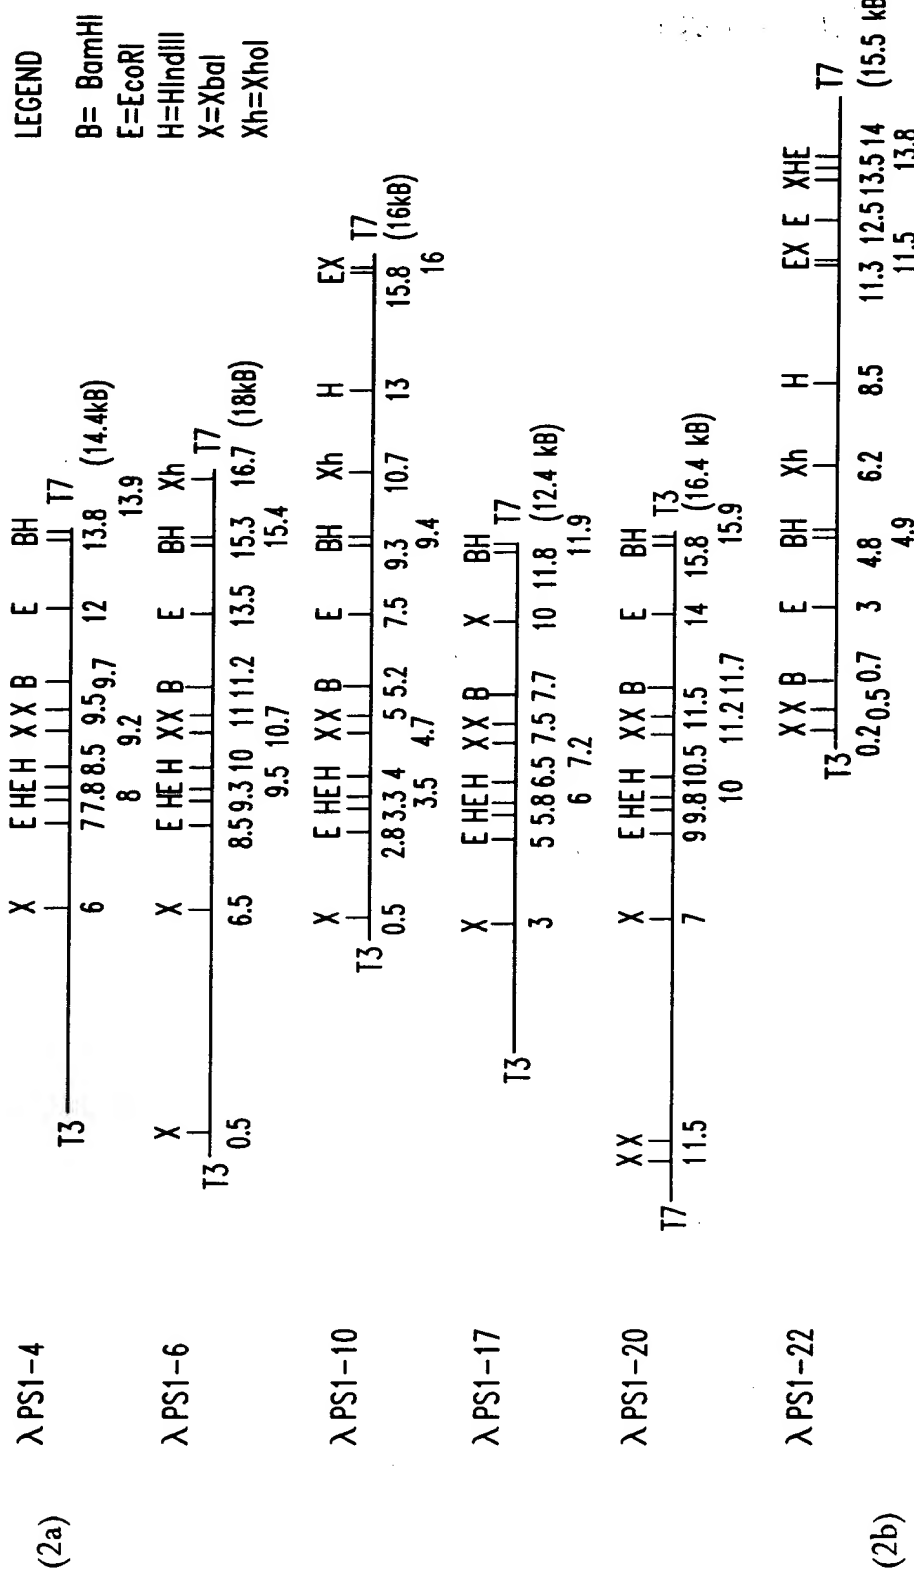 (2a)
LEGEND
B= BamHI
E=EcoRI
H=HIndIII
X=XbaI
Xh=XhoI
λPS1-4
X E HE H X X B E BH
T3 T7
6 7 7.8 8.5 9.5 12 13.8 (14.4kB)
8 9.2 9.7 13.9
λPS1-6
X X E HE H X X B E BH Xh
T3 T7
0.5 6.5 8.5 9.3 10 11 11.2 13.5 15.3 16.7 (18kB)
9.5 10.7 15.4
λPS1-10
X E HE H X X B E BH Xh H EX
T3 T7
0.5 2.8 3.3 4 5 5.2 7.5 9.3 10.7 13 15.8 (16kB)
3.5 4.7 9.4 16
λPS1-17
X E HE H X X B X BH
T3 T7
3 5 5.8 6.5 7.5 7.7 10 11.8 (12.4 kB)
6 7.2 11.9
λPS1-20
X X X E HE H X X B E BH
T7 T3
1 1.5 7 9 9.8 10.5 11.5 14 15.8 (16.4 kB)
10 11.2 11.7 15.9
λPS1-22
X X B E BH Xh H EX E XHE
T3 T7
0.2 0.7 3 4.8 6.2 8.5 11.3 12.5 13.5 14 (15.5 kB
0.5 4.9 11.5 13.8
(2b)